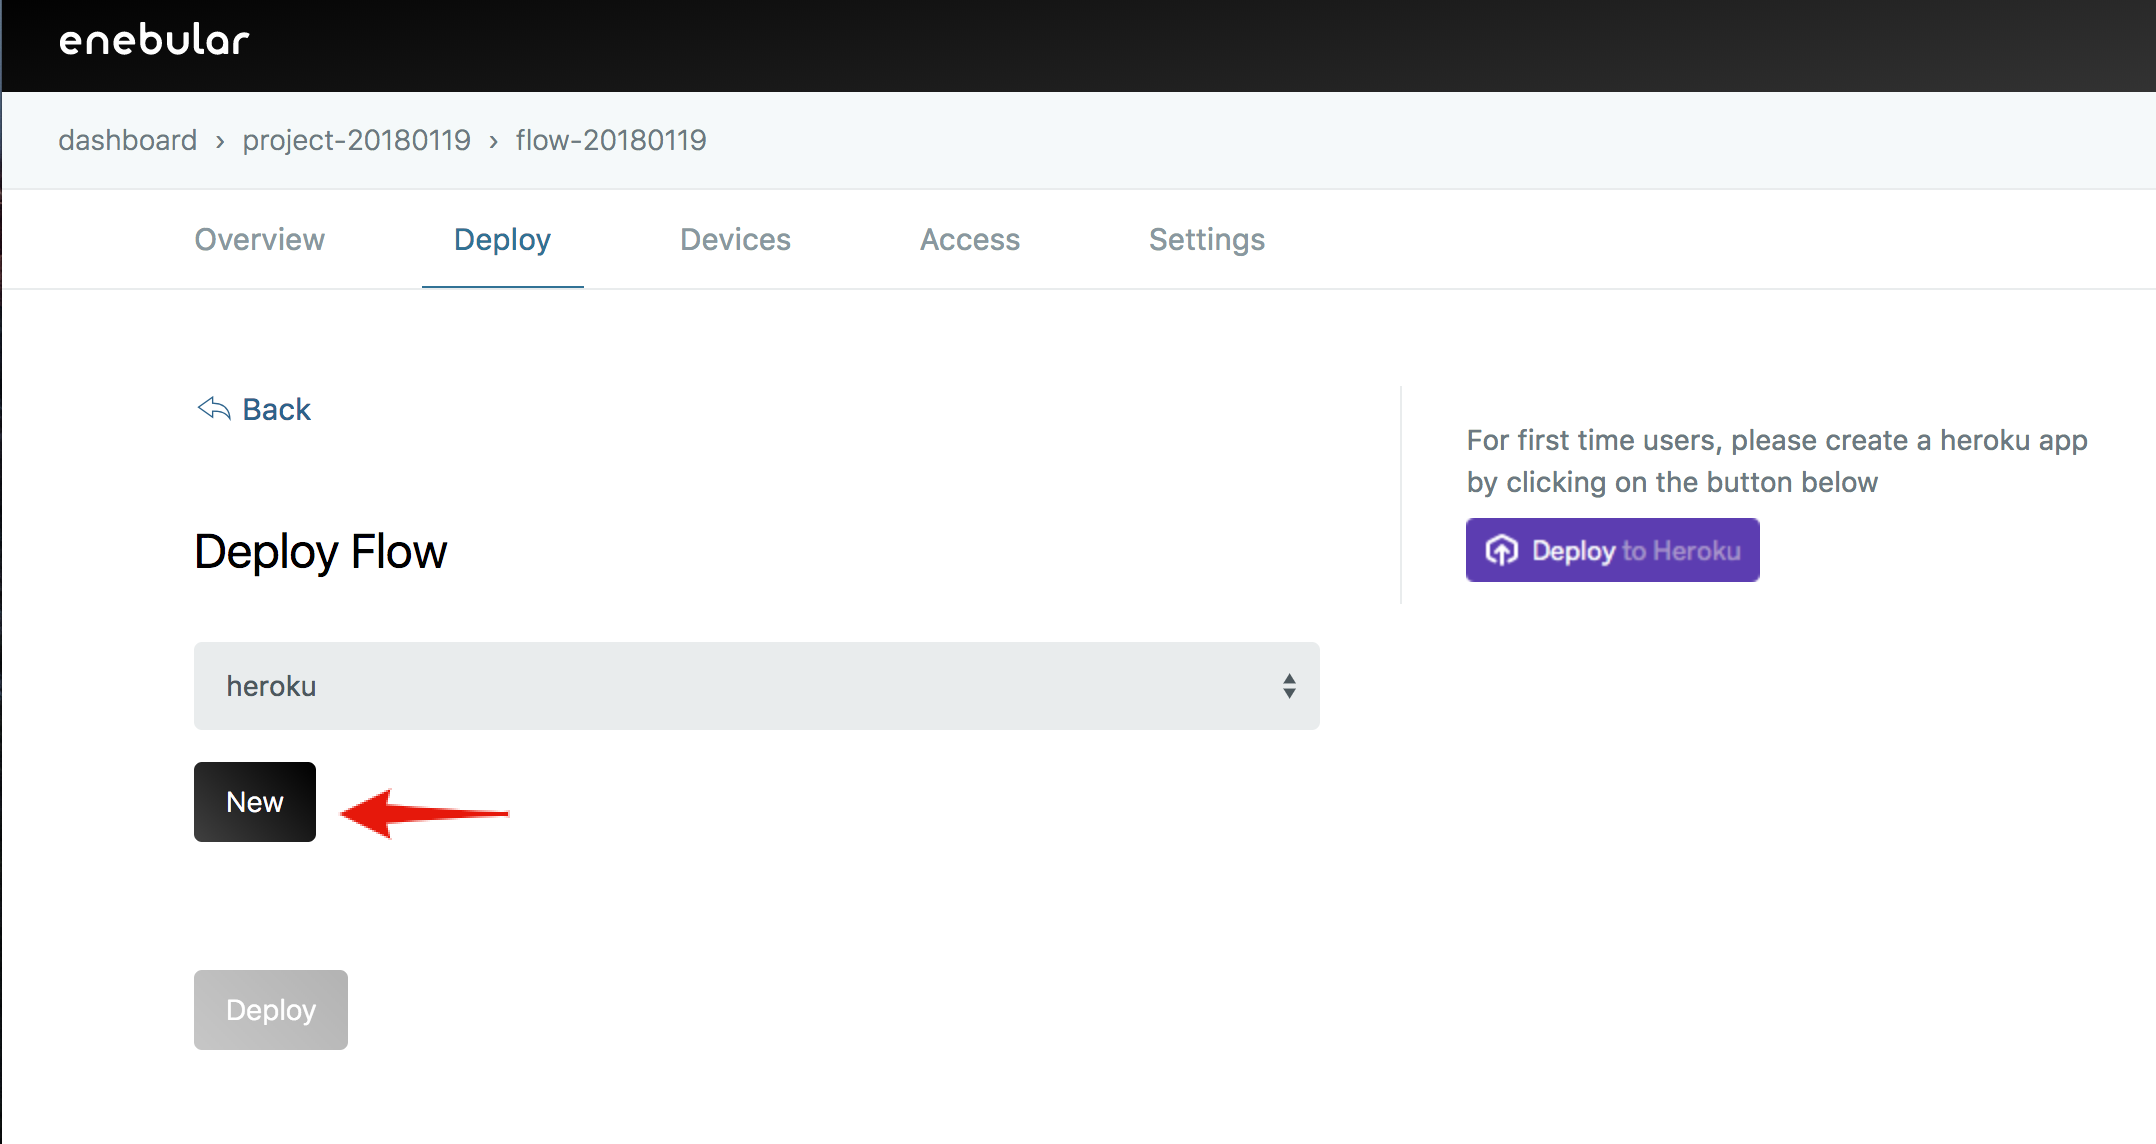 enebular
dashboard › project-20180119 › flow-20180119
Overview Deploy Devices Access Settings
Back
For first time users, please create a heroku app
by clicking on the button below
Deploy to Heroku
Deploy Flow
heroku
New
Deploy